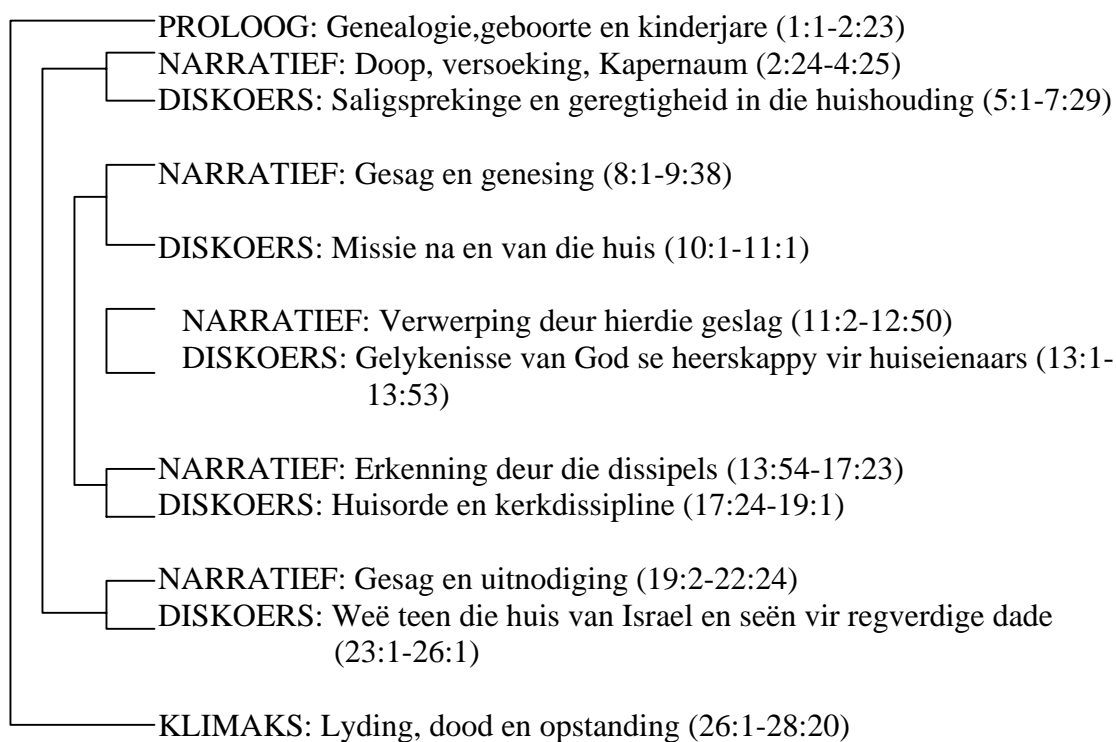 PROLOOG: Genealogie,geboorte en kinderjare (1:1-2:23)
NARRATIEF: Doop, versoeking, Kapernaum (2:24-4:25)
DISKOERS: Saligsprekinge en geregtigheid in die huishouding (5:1-7:29)
NARRATIEF: Gesag en genesing (8:1-9:38)
DISKOERS: Missie na en van die huis (10:1-11:1)
NARRATIEF: Verwerping deur hierdie geslag (11:2-12:50)
DISKOERS: Gelykenisse van God se heerskappy vir huiseienaars (13:1-
13:53)
NARRATIEF: Erkenning deur die dissipels (13:54-17:23)
DISKOERS: Huisorde en kerkdissipline (17:24-19:1)
NARRATIEF: Gesag en uitnodiging (19:2-22:24)
DISKOERS: Weë teen die huis van Israel en seën vir regverdige dade
(23:1-26:1)
KLIMAKS: Lyding, dood en opstanding (26:1-28:20)